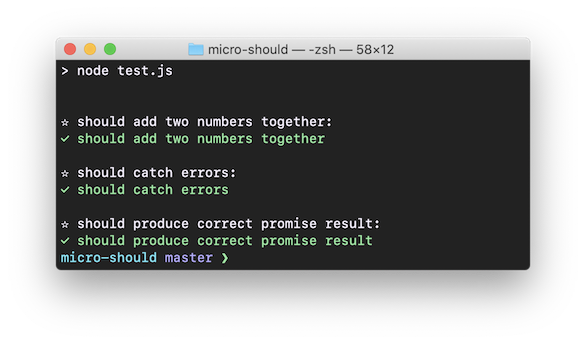 micro-should — -zsh — 58×12
> node test.js
☆ should add two numbers together:
✓ should add two numbers together
☆ should catch errors:
✓ should catch errors
☆ should produce correct promise result:
✓ should produce correct promise result
micro-should master ❯